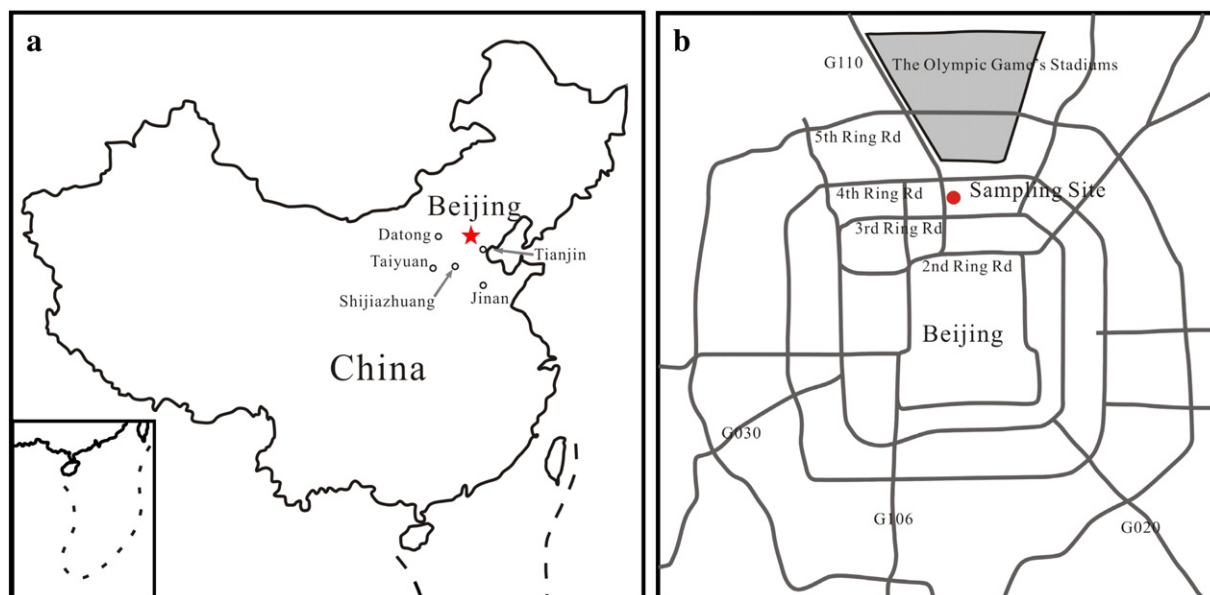 a
Beijing
Datong
Taiyuan
Tianjin
Shijiazhuang
Jinan
China
b
G110
The Olympic Game's Stadiums
5th Ring Rd
4th Ring Rd
Sampling Site
3rd Ring Rd
2nd Ring Rd
Beijing
G030
G106
G020